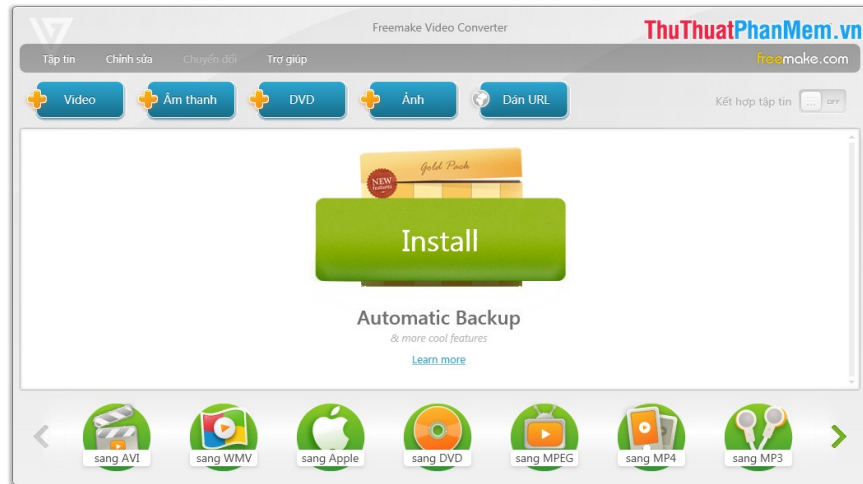 Freemake Video Converter
ThuThuatPhanMem.vn
Tập tin Chỉnh sửa Chuyển đổi Trợ giúp
freemake.com
Video Âm thanh DVD Ảnh Dán URL
Kết hợp tập tin OFF
Gold Pack
NEW
features
Install
Automatic Backup
& more cool features
Learn more
sang AVI sang WMV sang Apple sang DVD sang MPEG sang MP4 sang MP3